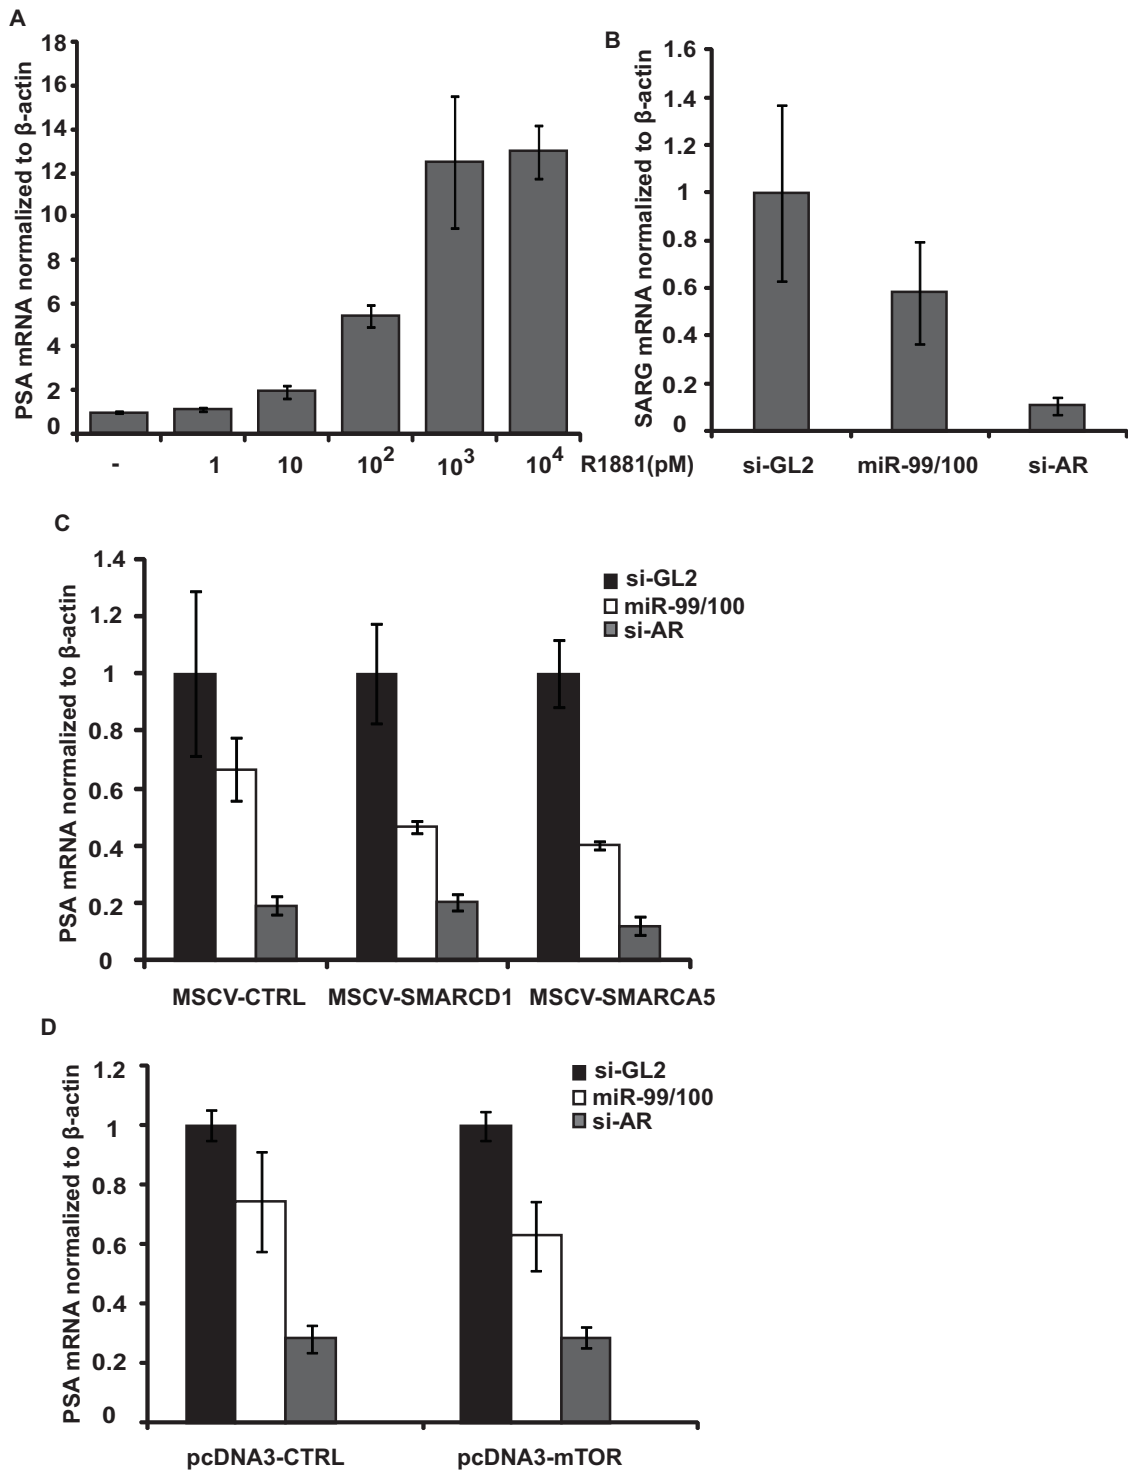 A
PSA mRNA normalized to β-actin
18
16
14
12
10
8
6
4
2
0
- 1 10 10² 10³ 10⁴ R1881(pM)
B
SARG mRNA normalized to β-actin
1.6
1.4
1.2
1
0.8
0.6
0.4
0.2
0
si-GL2 miR-99/100 si-AR
C
PSA mRNA normalized to β-actin
1.4
1.2
1
0.8
0.6
0.4
0.2
0
si-GL2
miR-99/100
si-AR
MSCV-CTRL MSCV-SMARCD1 MSCV-SMARCA5
D
PSA mRNA normalized to β-actin
1.2
1
0.8
0.6
0.4
0.2
0
si-GL2
miR-99/100
si-AR
pcDNA3-CTRL pcDNA3-mTOR